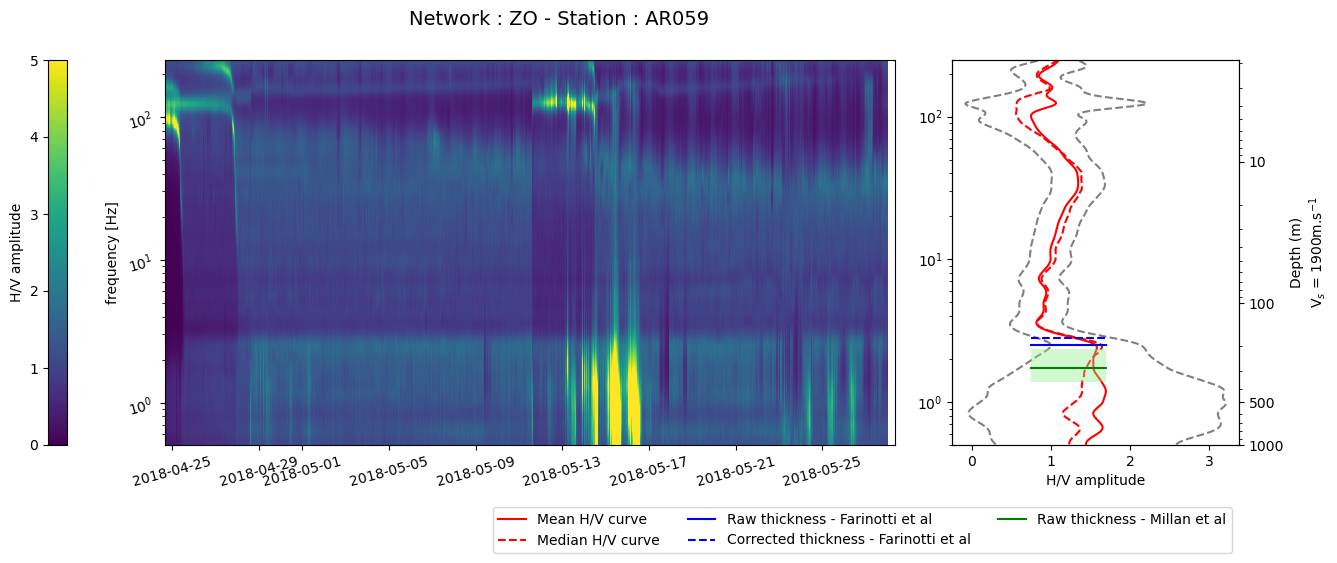 Network : ZO - Station : AR059
5
4
3
2
1
0
H/V amplitude
frequency [Hz]
10²
10¹
10⁰
2018-04-25
2018-04-29
2018-05-01
2018-05-05
2018-05-09
2018-05-13
2018-05-17
2018-05-21
2018-05-25
10²
10¹
10⁰
0
1
2
3
H/V amplitude
10
100
500
1000
Depth (m)
Vₛ = 1900m.s⁻¹
Mean H/V curve
Median H/V curve
Raw thickness - Farinotti et al
Corrected thickness - Farinotti et al
Raw thickness - Millan et al